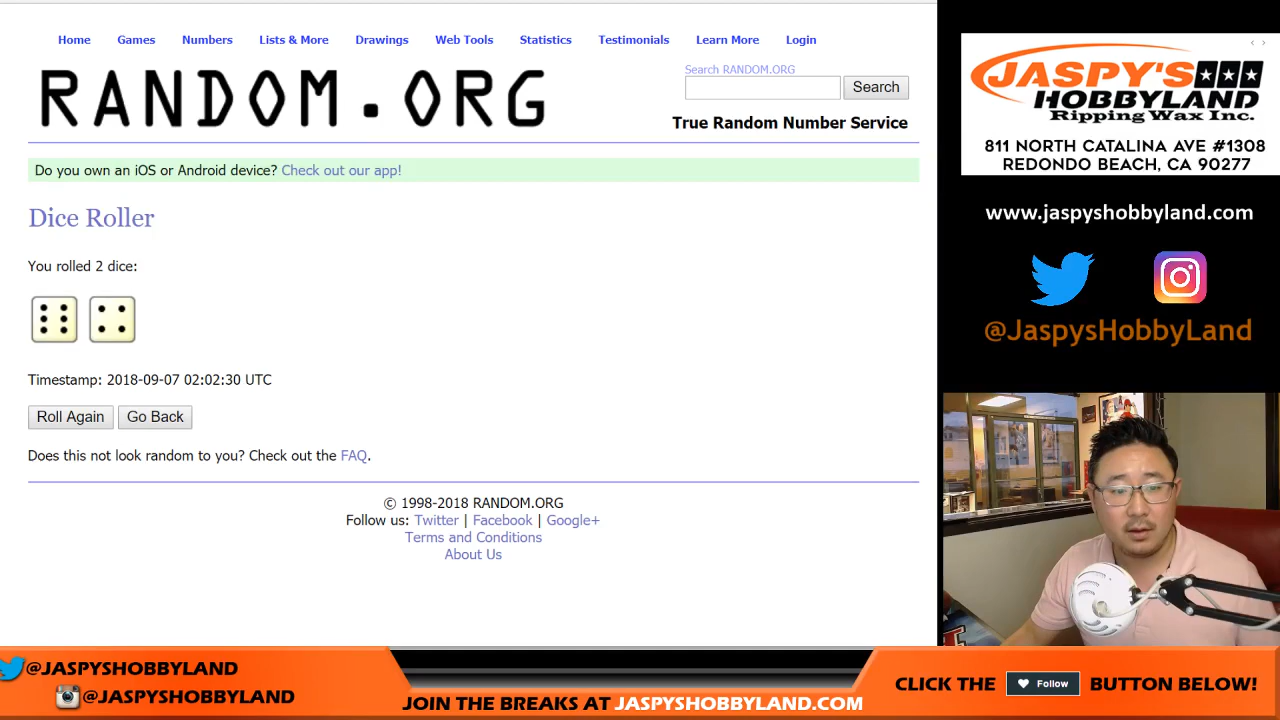 Home Games Numbers Lists & More Drawings Web Tools Statistics Testimonials Learn More Login
RANDOM.ORG
Search RANDOM.ORG
Search
True Random Number Service
Do you own an iOS or Android device? Check out our app!
Dice Roller
You rolled 2 dice:
Timestamp: 2018-09-07 02:02:30 UTC
Roll Again Go Back
Does this not look random to you? Check out the FAQ.
© 1998-2018 RANDOM.ORG
Follow us: Twitter | Facebook | Google+
Terms and Conditions
About Us
JASPY'S
HOBBYLAND
Ripping Wax Inc.
811 NORTH CATALINA AVE #1308
REDONDO BEACH, CA 90277
www.jaspyshobbyland.com
@JaspysHobbyLand
@JASPYSHOBBYLAND
@JASPYSHOBBYLAND
JOIN THE BREAKS AT JASPYSHOBBYLAND.COM
CLICK THE Follow BUTTON BELOW!